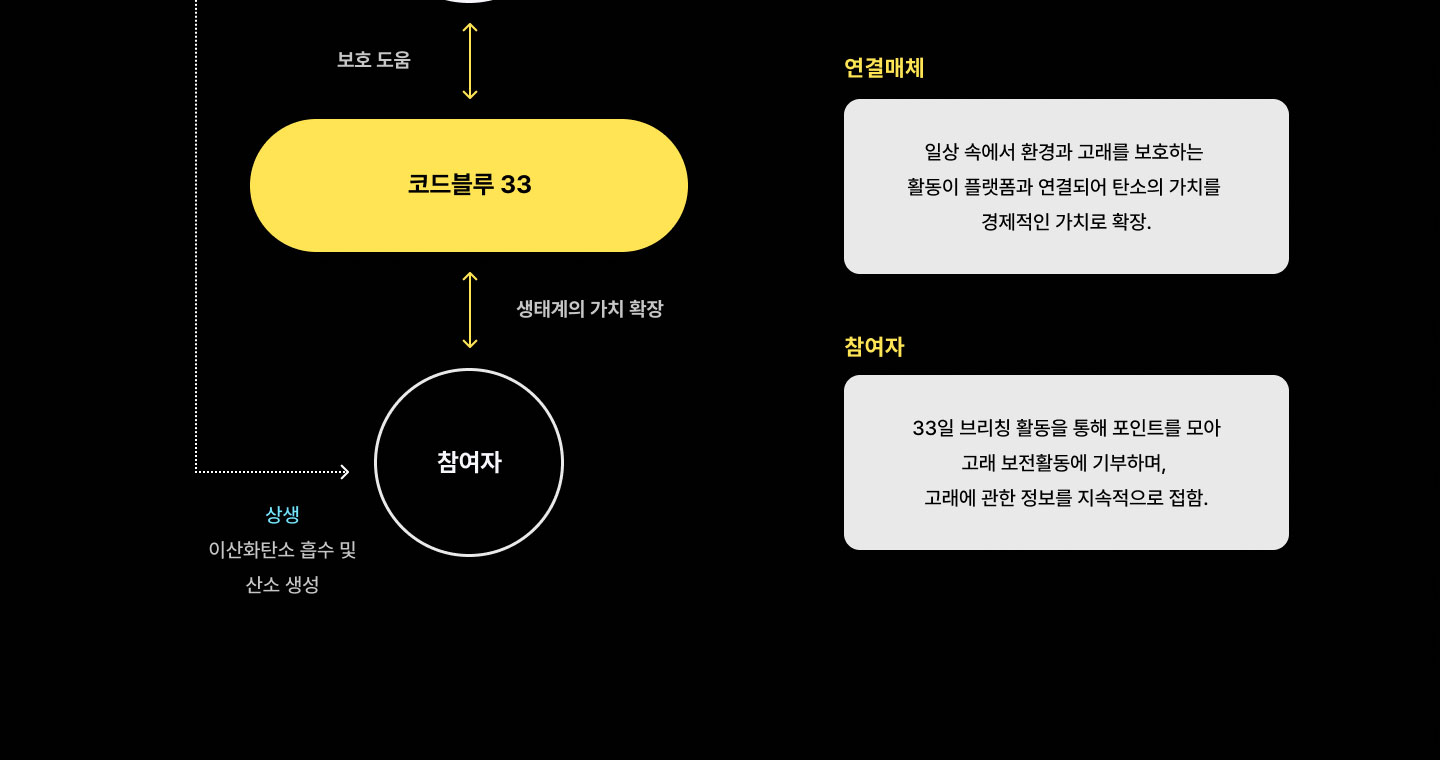 보호 도움
코드블루 33
생태계의 가치 확장
참여자
상생
이산화탄소 흡수 및
산소 생성
연결매체
일상 속에서 환경과 고래를 보호하는
활동이 플랫폼과 연결되어 탄소의 가치를
경제적인 가치로 확장.
참여자
33일 브리칭 활동을 통해 포인트를 모아
고래 보전활동에 기부하며,
고래에 관한 정보를 지속적으로 접함.